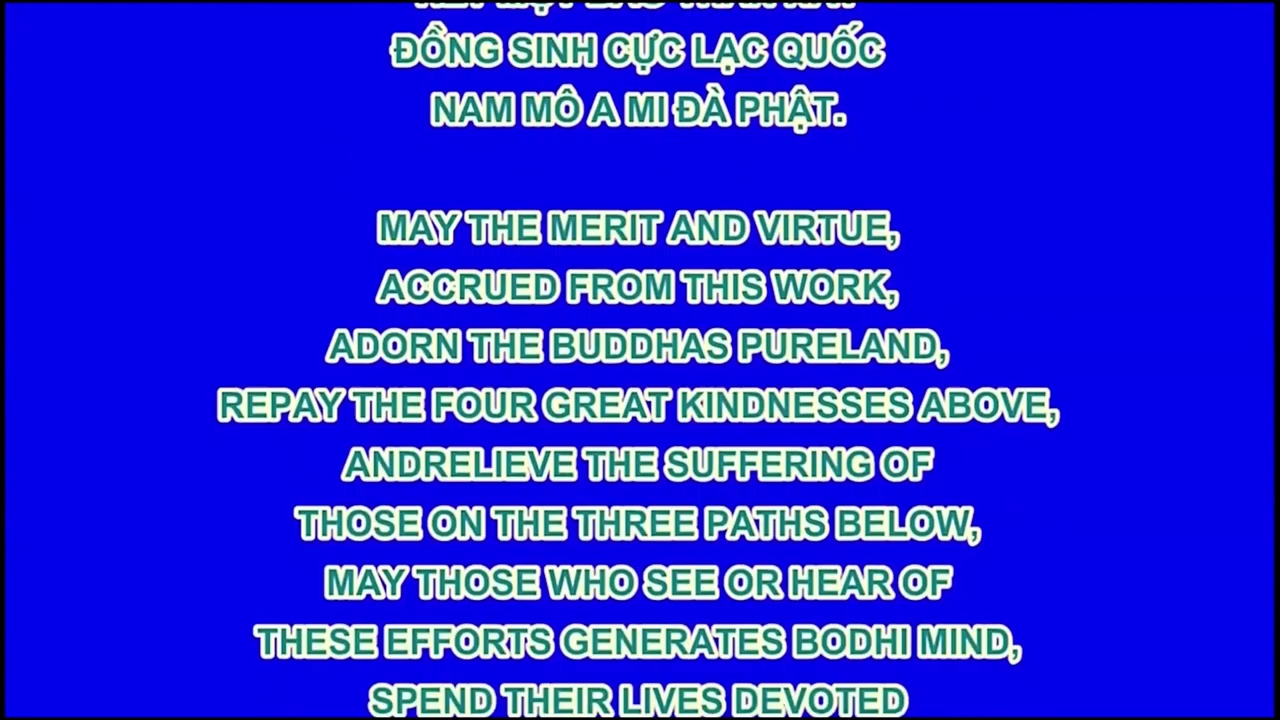 ĐỒNG SINH CỰC LẠC QUỐC
NAM MÔ A MI ĐÀ PHẬT.
MAY THE MERIT AND VIRTUE,
ACCRUED FROM THIS WORK,
ADORN THE BUDDHAS PURELAND,
REPAY THE FOUR GREAT KINDNESSES ABOVE,
ANDRELIEVE THE SUFFERING OF
THOSE ON THE THREE PATHS BELOW,
MAY THOSE WHO SEE OR HEAR OF
THESE EFFORTS GENERATES BODHI MIND,
SPEND THEIR LIVES DEVOTED